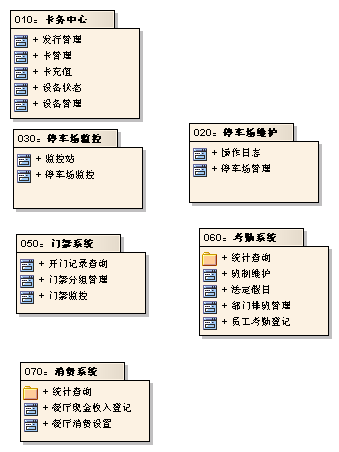 010: 卡务中心
+ 发行管理
+ 卡管理
+ 卡充值
+ 设备状态
+ 设备管理
030: 停车场监控
+ 监控站
+ 停车场监控
020: 停车场维护
+ 操作日志
+ 停车场管理
050: 门禁系统
+ 开门记录查询
+ 门禁分组管理
+ 门禁监控
060: 考勤系统
+ 统计查询
+ 班制维护
+ 法定假日
+ 部门排班管理
+ 员工考勤登记
070: 消费系统
+ 统计查询
+ 餐厅现金收入登记
+ 餐厅消费设置